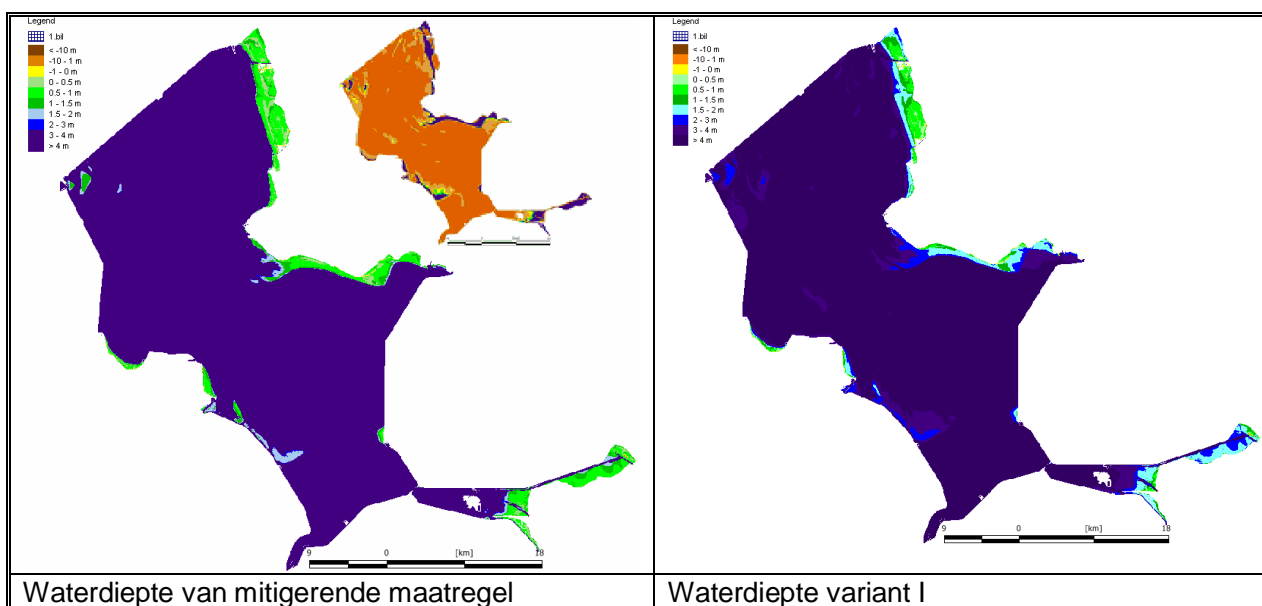 Legend
1.bil
< -10 m
-10 - 1 m
-1 - 0 m
0 - 0.5 m
0.5 - 1 m
1 - 1.5 m
1.5 - 2 m
2 - 3 m
3 - 4 m
> 4 m
9 0 [km] 18
Waterdiepte van mitigerende maatregel
Legend
1.bil
< -10 m
-10 - 1 m
-1 - 0 m
0 - 0.5 m
0.5 - 1 m
1 - 1.5 m
1.5 - 2 m
2 - 3 m
3 - 4 m
> 4 m
9 0 [km] 18
Waterdiepte variant I